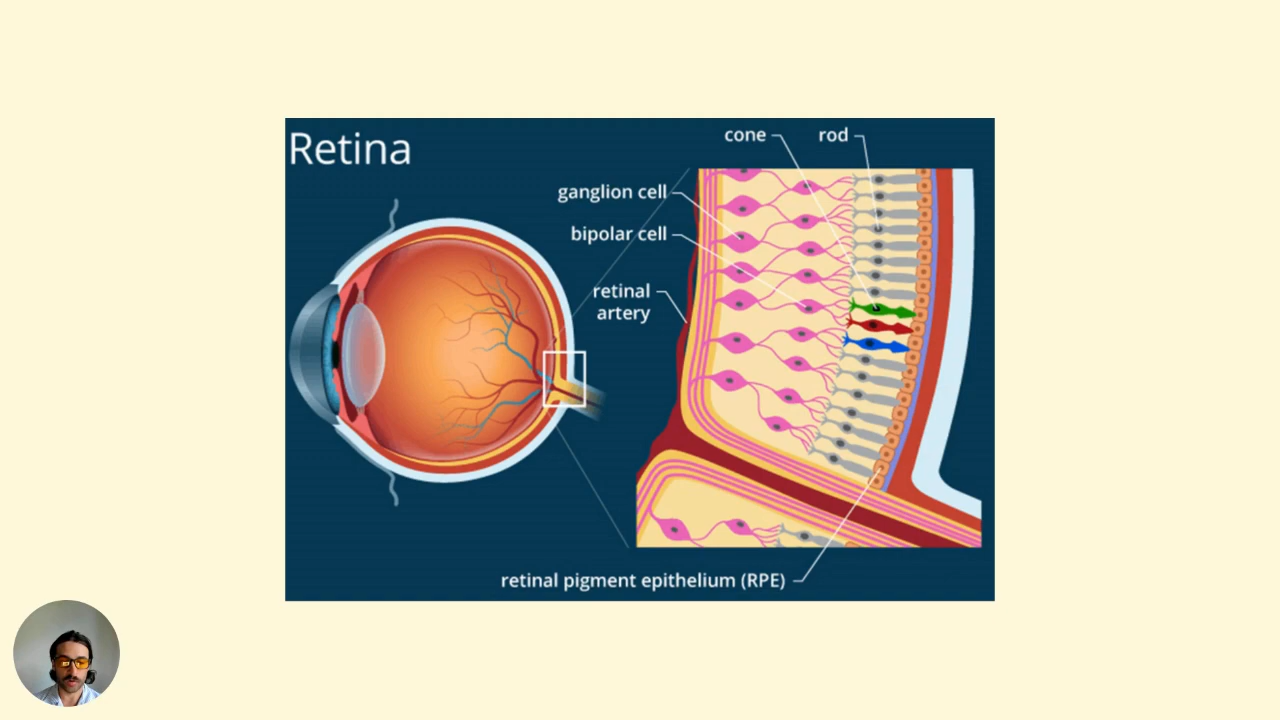 Retina
cone
rod
ganglion cell
bipolar cell
retinal
artery
retinal pigment epithelium (RPE)